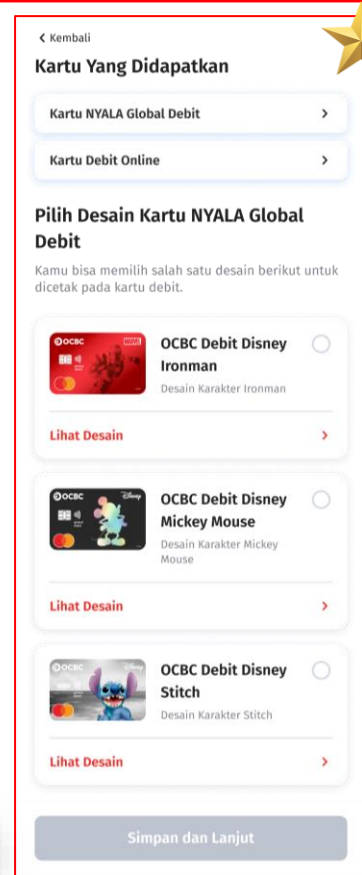 Kembali
Kartu Yang Didapatkan
Kartu NYALA Global Debit
Kartu Debit Online
Pilih Desain Kartu NYALA Global
Debit
Kamu bisa memilih salah satu desain berikut untuk
dicetak pada kartu debit.
OCBC
MARVEL
OCBC Debit Disney
Ironman
Desain Karakter Ironman
Lihat Desain
OCBC
Disney
OCBC Debit Disney
Mickey Mouse
Desain Karakter Mickey
Mouse
Lihat Desain
OCBC
Disney
OCBC Debit Disney
Stitch
Desain Karakter Stitch
Lihat Desain
Simpan dan Lanjut